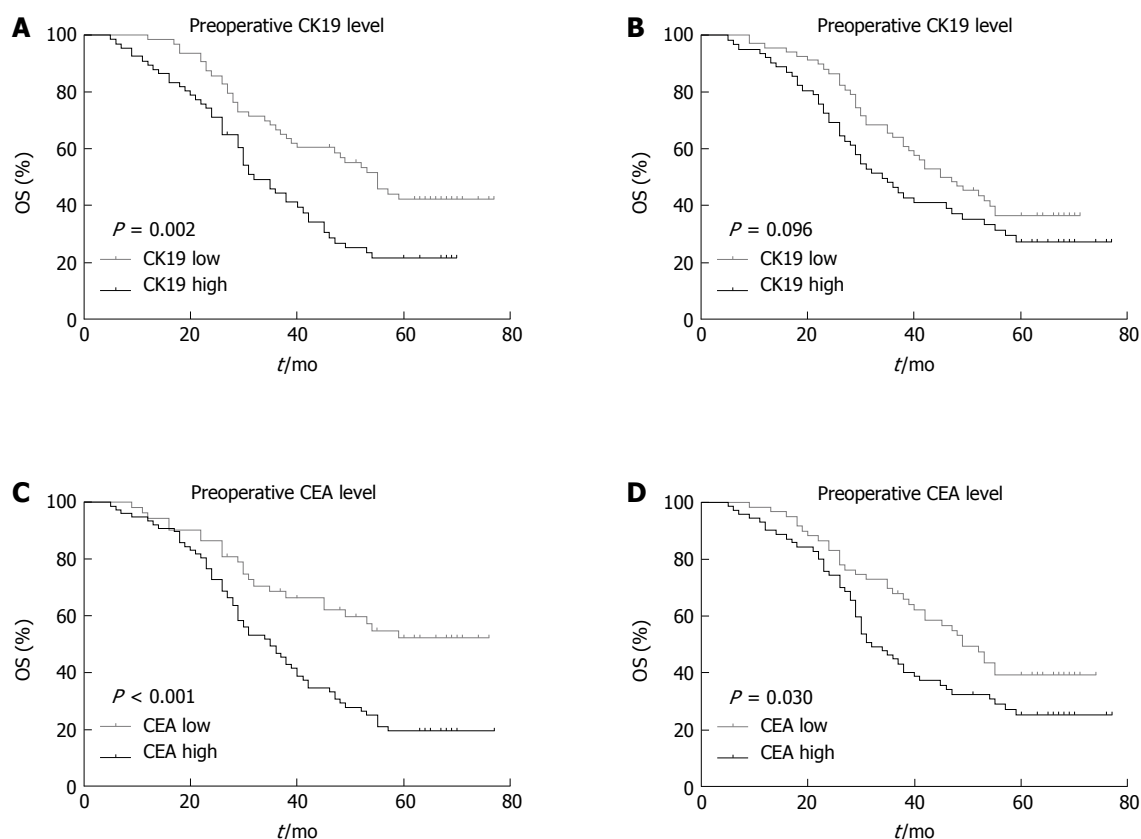 A
Preoperative CK19 level
100
80
60
40
20
0
OS (%)
P = 0.002
CK19 low
CK19 high
0 20 40 60 80
t/mo
B
Preoperative CK19 level
100
80
60
40
20
0
OS (%)
P = 0.096
CK19 low
CK19 high
0 20 40 60 80
t/mo
C
Preoperative CEA level
100
80
60
40
20
0
OS (%)
P < 0.001
CEA low
CEA high
0 20 40 60 80
t/mo
D
Preoperative CEA level
100
80
60
40
20
0
OS (%)
P = 0.030
CEA low
CEA high
0 20 40 60 80
t/mo